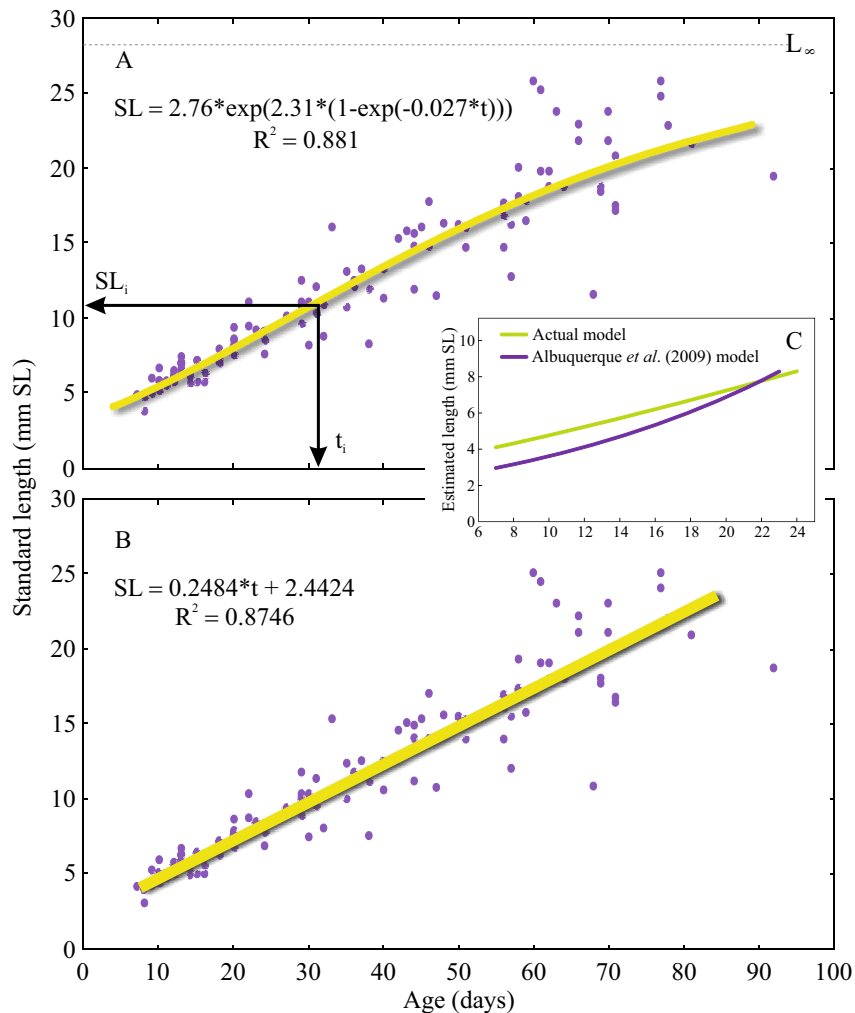 30
L∞
A
25
SL = 2.76*exp(2.31*(1-exp(-0.027*t)))
R² = 0.881
20
15
SLi
10
5
ti
0
C
Actual model
Albuquerque et al. (2009) model
10
8
6
4
2
0
Estimated length (mm SL)
6 8 10 12 14 16 18 20 22 24
Standard length (mm SL)
30
B
25
SL = 0.2484*t + 2.4424
R² = 0.8746
20
15
10
5
0
0 10 20 30 40 50 60 70 80 90 100
Age (days)